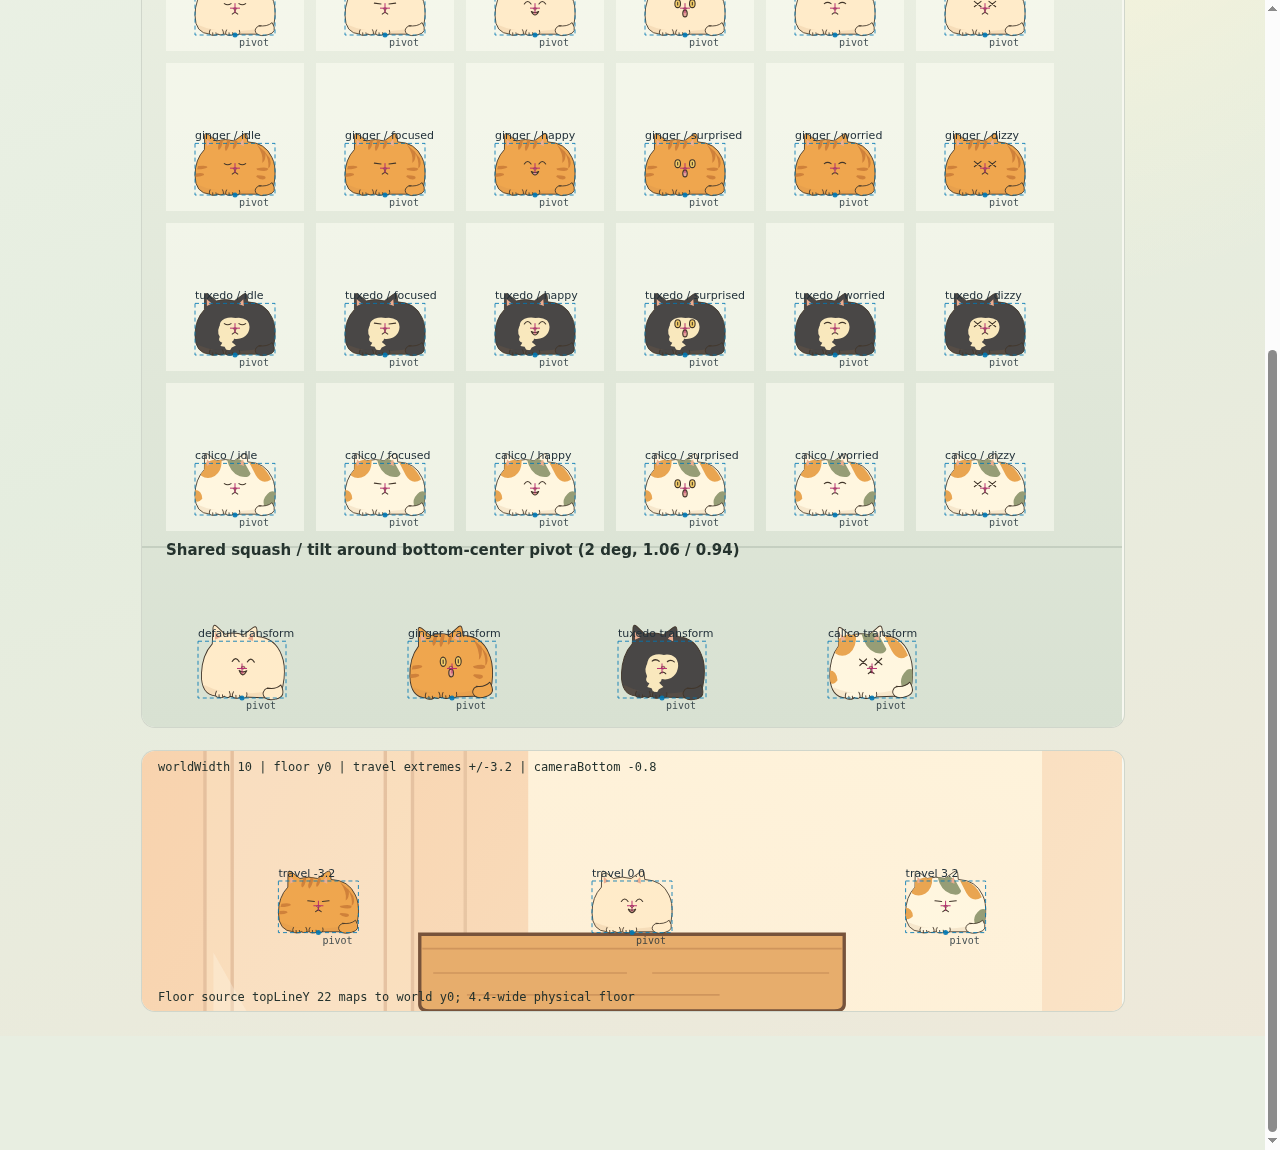 pivot pivot pivot pivot pivot pivot
ginger / idle ginger / focused ginger / happy ginger / surprised ginger / worried ginger / dizzy
pivot pivot pivot pivot pivot pivot
tuxedo / idle tuxedo / focused tuxedo / happy tuxedo / surprised tuxedo / worried tuxedo / dizzy
pivot pivot pivot pivot pivot pivot
calico / idle calico / focused calico / happy calico / surprised calico / worried calico / dizzy
pivot pivot pivot pivot pivot pivot
Shared squash / tilt around bottom-center pivot (2 deg, 1.06 / 0.94)
default transform ginger transform tuxedo transform calico transform
pivot pivot pivot pivot
worldWidth 10 | floor y0 | travel extremes +/-3.2 | cameraBottom -0.8
travel -3.2 travel 0.0 travel 3.2
pivot pivot pivot
Floor source topLineY 22 maps to world y0; 4.4-wide physical floor